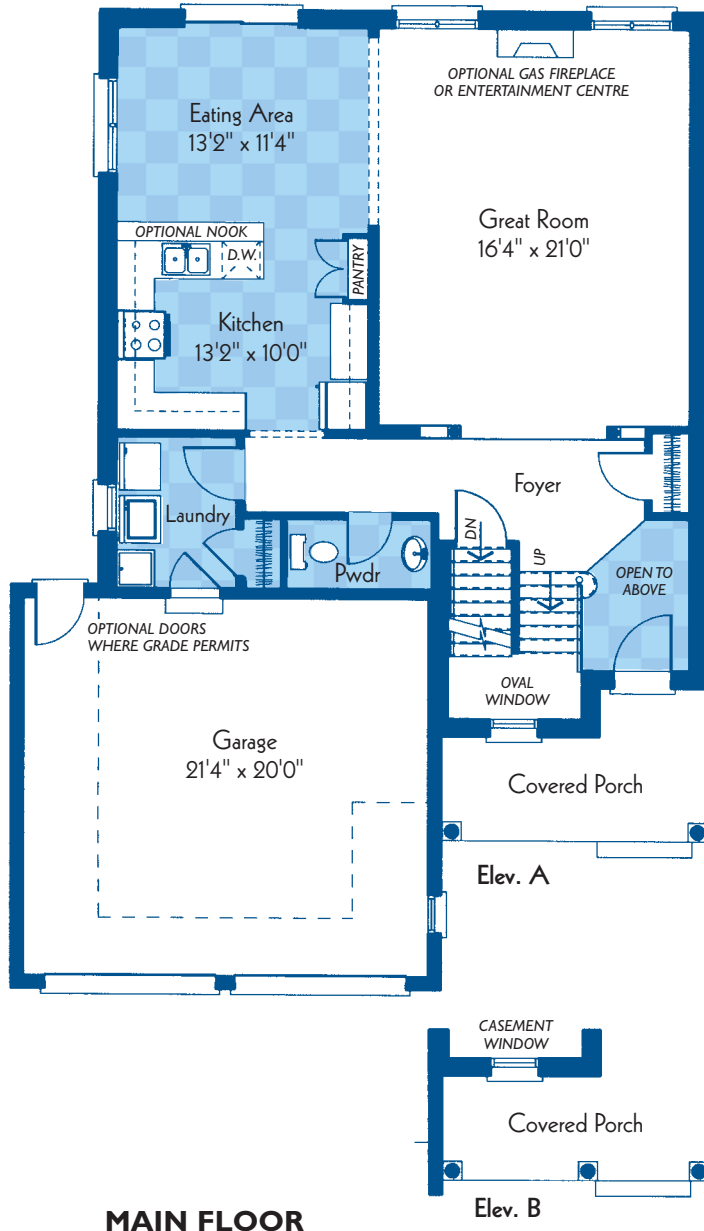 OPTIONAL GAS FIREPLACE
OR ENTERTAINMENT CENTRE
Eating Area
13'2" x 11'4"
Great Room
16'4" x 21'0"
OPTIONAL NOOK
D.W.
PANTRY
Kitchen
13'2" x 10'0"
Foyer
Laundry
DN
UP
Pwdr
OPEN TO
ABOVE
OPTIONAL DOORS
WHERE GRADE PERMITS
OVAL
WINDOW
Garage
21'4" x 20'0"
Covered Porch
Elev. A
CASEMENT
WINDOW
Covered Porch
Elev. B
MAIN FLOOR